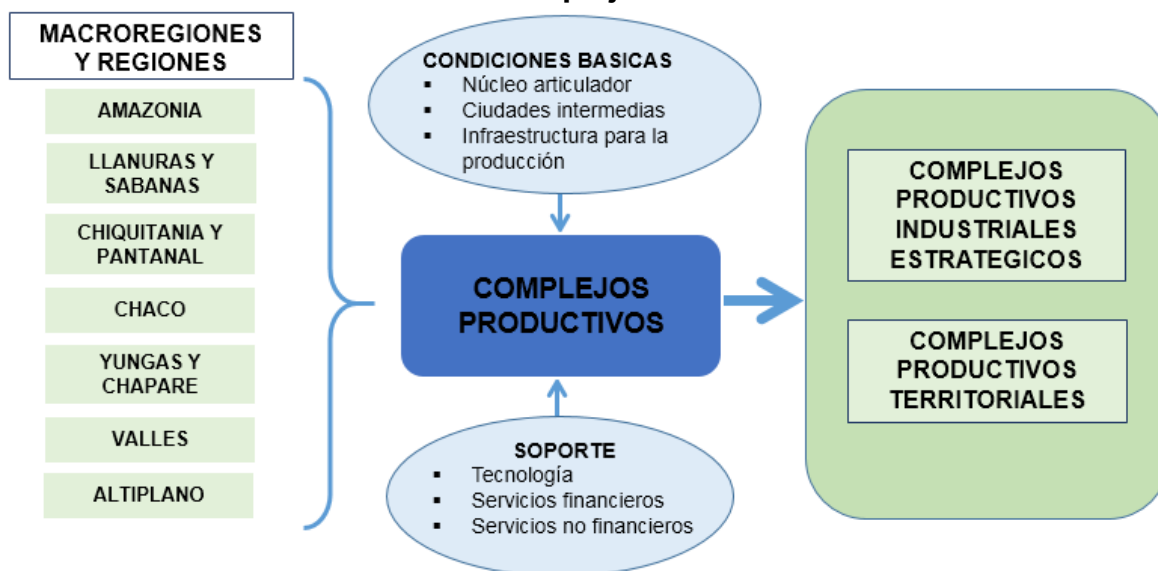 MACROREGIONES
Y REGIONES
AMAZONIA
LLANURAS Y
SABANAS
CHIQUITANIA Y
PANTANAL
CHACO
YUNGAS Y
CHAPARE
VALLES
ALTIPLANO
CONDICIONES BASICAS
▪ Núcleo articulador
▪ Ciudades intermedias
▪ Infraestructura para la
producción
COMPLEJOS
PRODUCTIVOS
SOPORTE
▪ Tecnología
▪ Servicios financieros
▪ Servicios no financieros
COMPLEJOS
PRODUCTIVOS
INDUSTRIALES
ESTRATEGICOS
COMPLEJOS
PRODUCTIVOS
TERRITORIALES